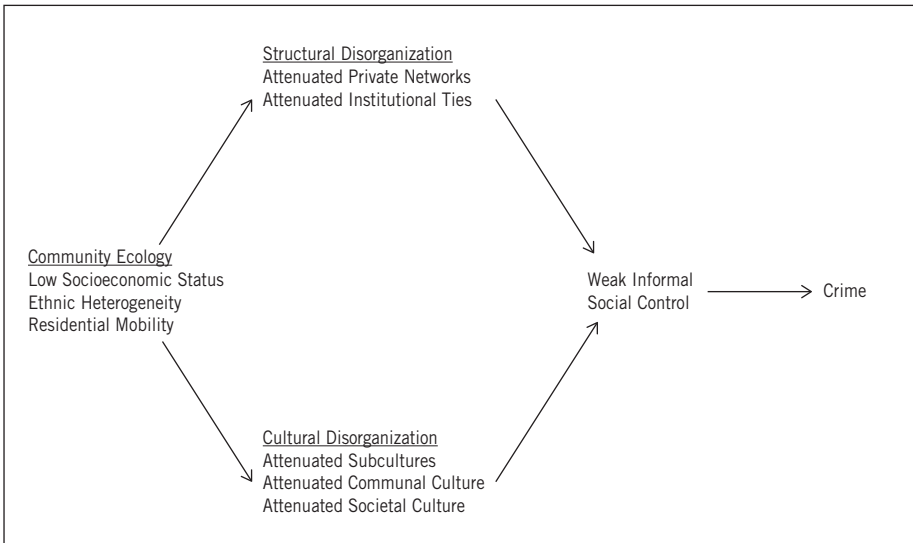 Structural Disorganization
Attenuated Private Networks
Attenuated Institutional Ties
Community Ecology
Low Socioeconomic Status
Ethnic Heterogeneity
Residential Mobility
Weak Informal
Social Control
Crime
Cultural Disorganization
Attenuated Subcultures
Attenuated Communal Culture
Attenuated Societal Culture